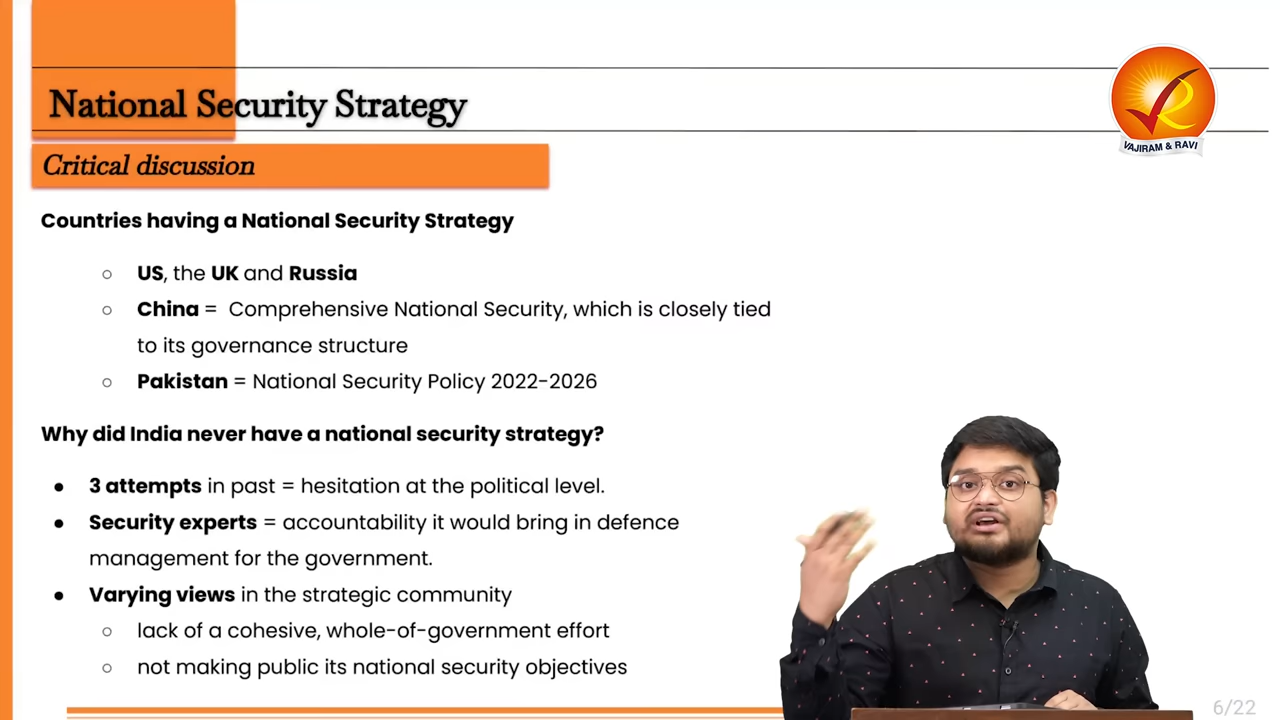 National Security Strategy
VAJIRAM & RAVI
Critical discussion
Countries having a National Security Strategy
○ US, the UK and Russia
○ China = Comprehensive National Security, which is closely tied
to its governance structure
○ Pakistan = National Security Policy 2022-2026
Why did India never have a national security strategy?
● 3 attempts in past = hesitation at the political level.
● Security experts = accountability it would bring in defence
management for the government.
● Varying views in the strategic community
○ lack of a cohesive, whole-of-government effort
○ not making public its national security objectives
6/22